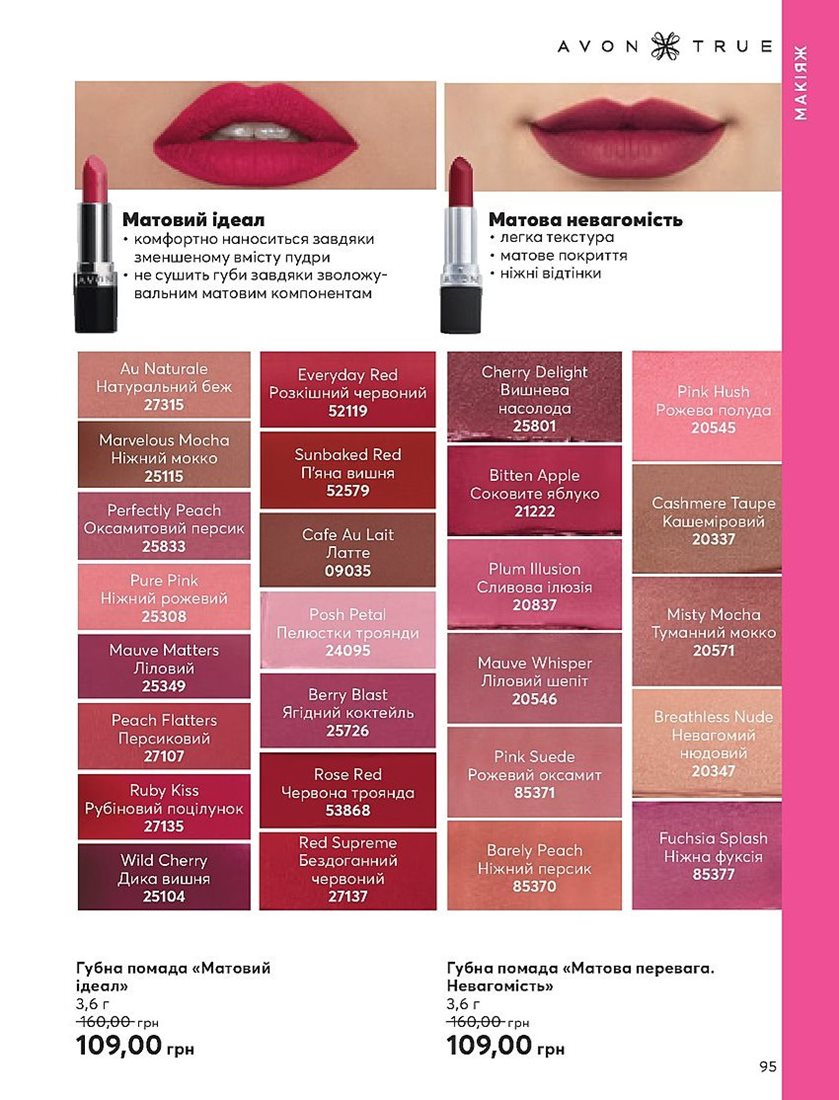 AVON TRUE
МАКІЯЖ
Матовий ідеал
• комфортно наноситься завдяки
зменшеному вмісту пудри
• не сушить губи завдяки зволожу-
вальним матовим компонентам
AVON
Матова невагомість
• легка текстура
• матове покриття
• ніжні відтінки
AVON
Au Naturale
Натуральний беж
27315
Marvelous Mocha
Ніжний мокко
25115
Perfectly Peach
Оксамитовий персик
25833
Pure Pink
Ніжний рожевий
25308
Mauve Matters
Ліловий
25349
Peach Flatters
Персиковий
27107
Ruby Kiss
Рубіновий поцілунок
27135
Wild Cherry
Дика вишня
25104
Everyday Red
Розкішний червоний
52119
Sunbaked Red
П'яна вишня
52579
Cafe Au Lait
Латте
09035
Posh Petal
Пелюстки троянди
24095
Berry Blast
Ягідний коктейль
25726
Rose Red
Червона троянда
53868
Red Supreme
Бездоганний
червоний
27137
Cherry Delight
Вишнева
насолода
25801
Bitten Apple
Соковите яблуко
21222
Plum Illusion
Сливова ілюзія
20837
Mauve Whisper
Ліловий шепіт
20546
Pink Suede
Рожевий оксамит
85371
Barely Peach
Ніжний персик
85370
Pink Hush
Рожева полуда
20545
Cashmere Taupe
Кашеміровий
20337
Misty Mocha
Туманний мокко
20571
Breathless Nude
Невагомий
нюдовий
20347
Fuchsia Splash
Ніжна фуксія
85377
Губна помада «Матовий
ідеал»
3,6 г
160,00 грн
109,00 грн
Губна помада «Матова перевага.
Невагомість»
3,6 г
160,00 грн
109,00 грн
95